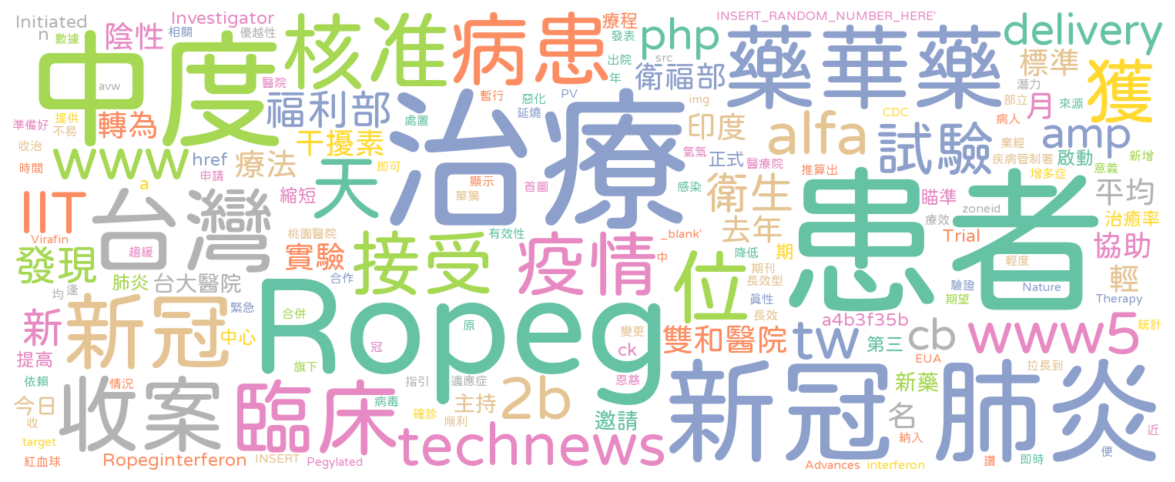 Initiated
n
數據
陰性
Investigator
相關
優越性
療程
發表
INSERT_RANDOM_NUMBER_HERE'
delivery
中度
核准
病患
php
出院
src
年
衛福部
藥華藥
標準
潛力
獲
avw
醫院
惡化
延燒
暫行
PV
img
CDC
部立
病人
月
來源
提供
不易
準備好
轉為
福利部
處置
印度
alfa
試驗
業經
疾病管制署
amp
啟動
新增
收治
時間
www
href
申請
療法
干擾素
天
即可
治療
氧氣
正式
醫療院
推算出
增多症
意義
a
縮短
顯示
單獨
首圖
感染
衛生
瞄準
平均
IIT
Virafin
台灣
趨緩
患者
療效
zoneid
治癒率
去年
_blank'
桃園醫院
有效性
中
降低
期
Trial
輕度
協助
發現
肺炎
台大醫院
實驗
合作
接受
疫情
位
期刊
長效型
長效
驗證
期望
Nature
輕
Therapy
均
逢
緊急
合併
Ropeg
原
變更
真性
a4b3f35b
統計
新
新冠
中心
冠
ck
雙和醫院
tw
第三
cb
EUA
www5
提高
旗下
恩慈
拉長到
依賴
情況
指引
適應症
新冠
肺炎
今日
收
收案
臨床
病毒
確診
順利
主持
2b
邀請
新藥
名
納入
近
target
紅血球
Ropeginterferon
INSERT
Pegylated
technews
Advances
interferon
讚
即時
便